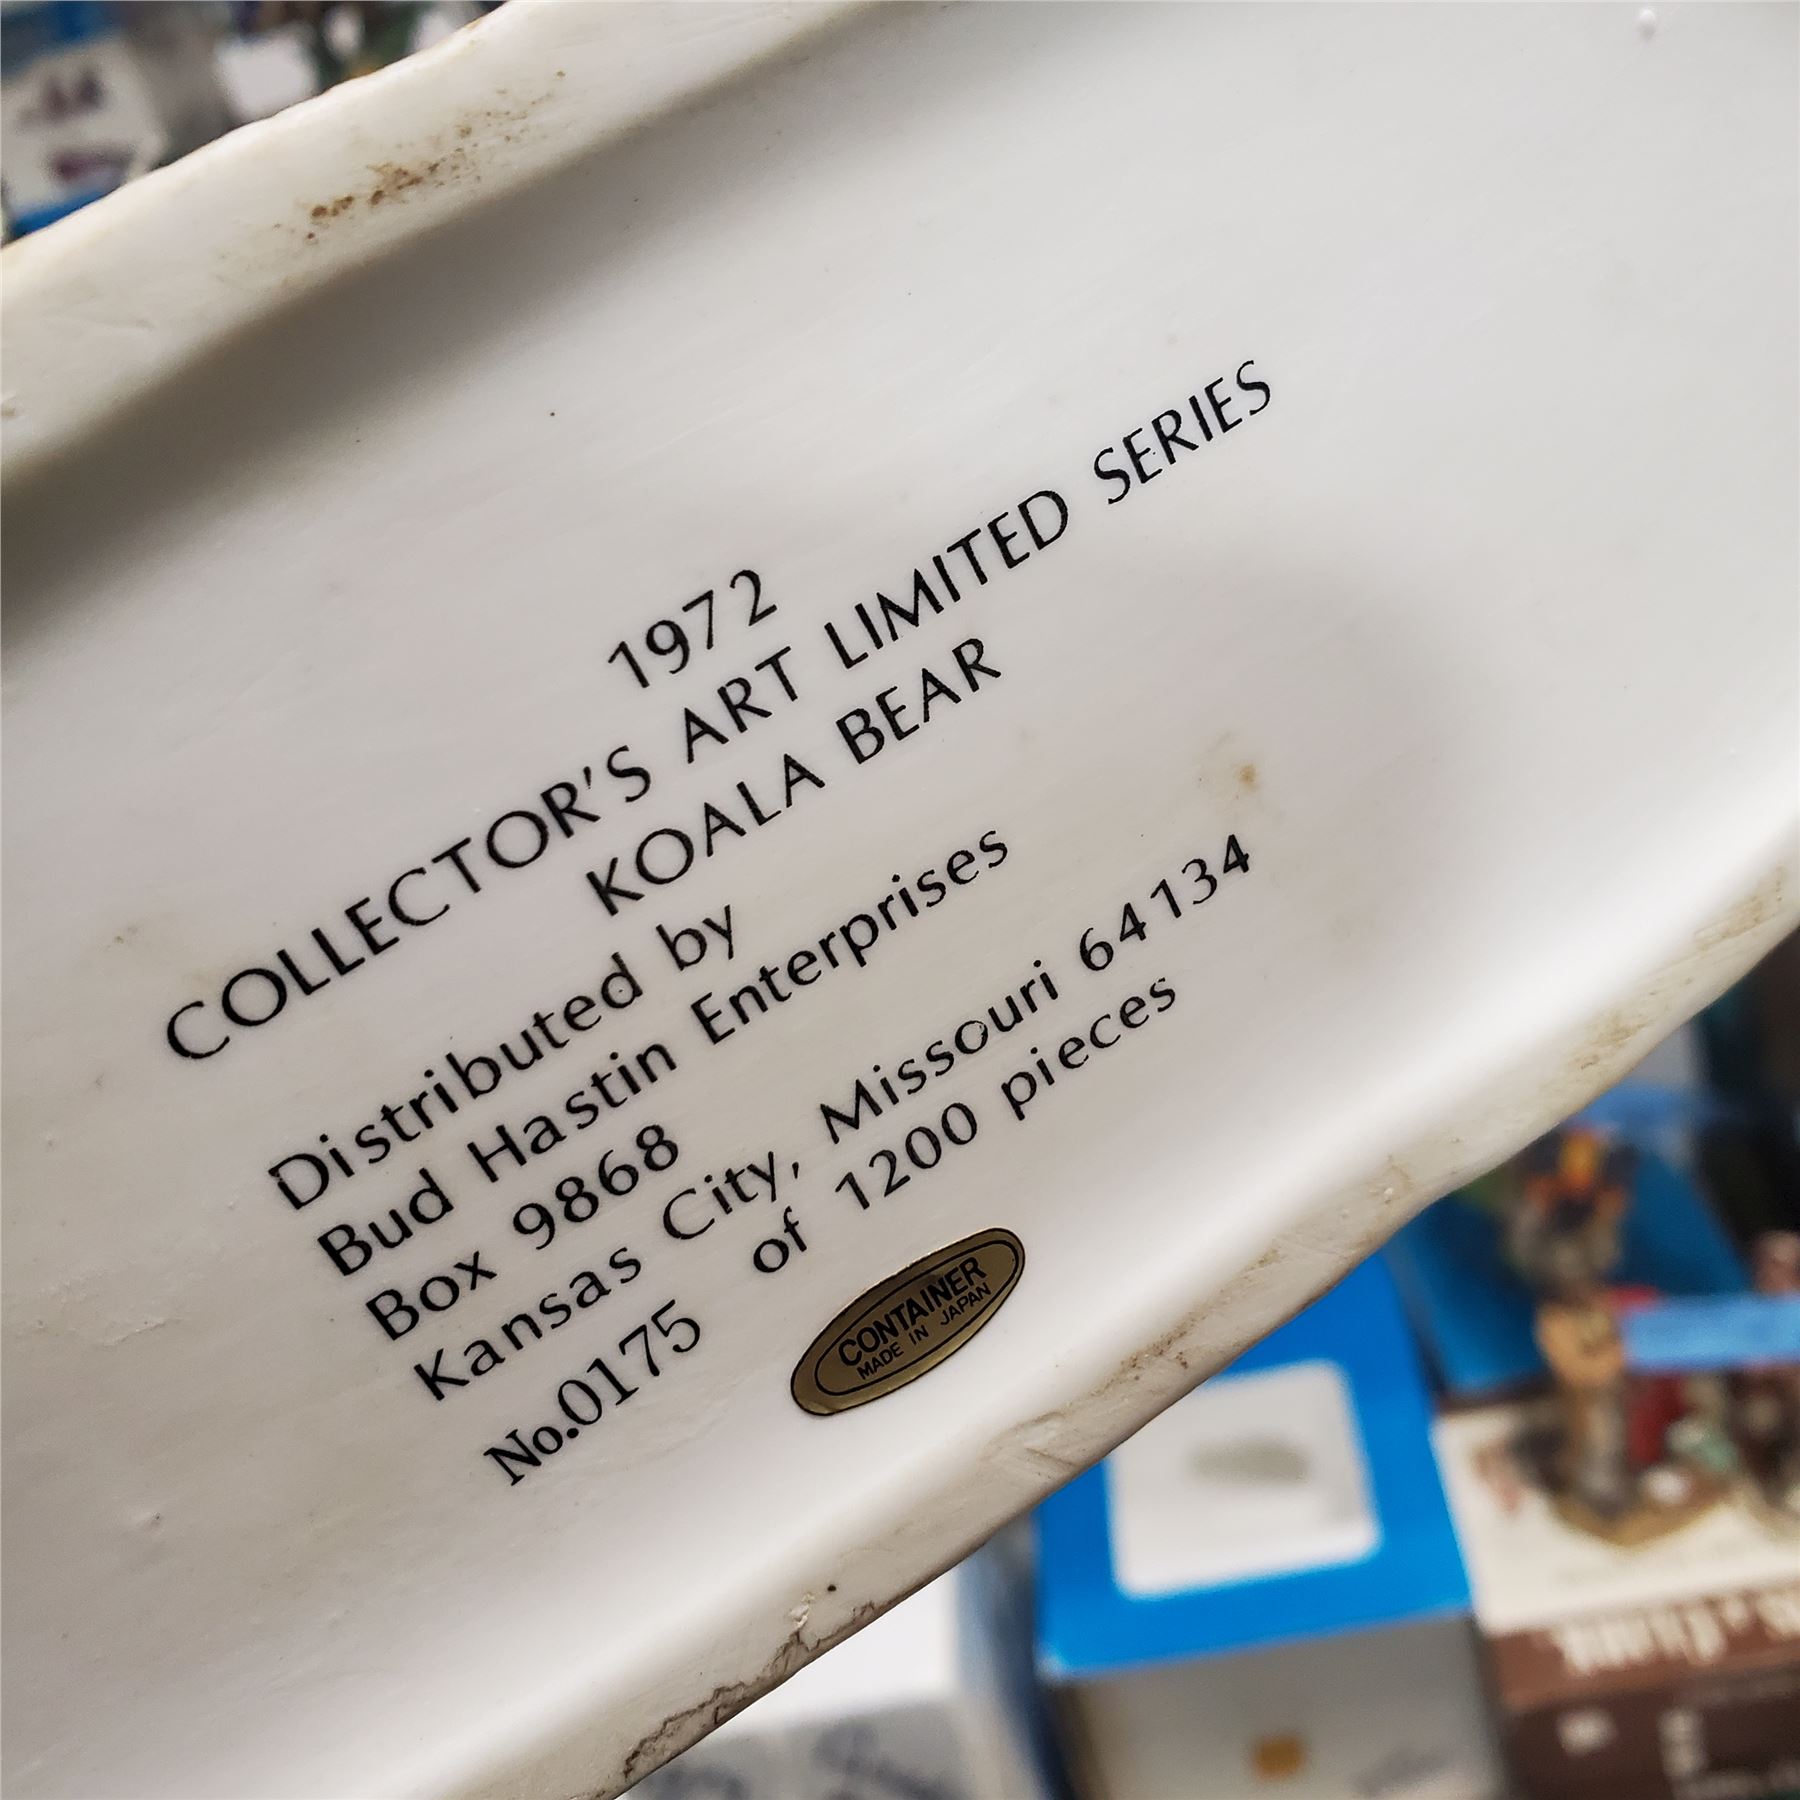 1972
COLLECTOR'S ART LIMITED SERIES
KOALA BEAR
Distributed by
Bud Hastin Enterprises
Box 9868
Kansas City, Missouri 64134
No.0175 of 1200 pieces
CONTAINER
MADE IN JAPAN